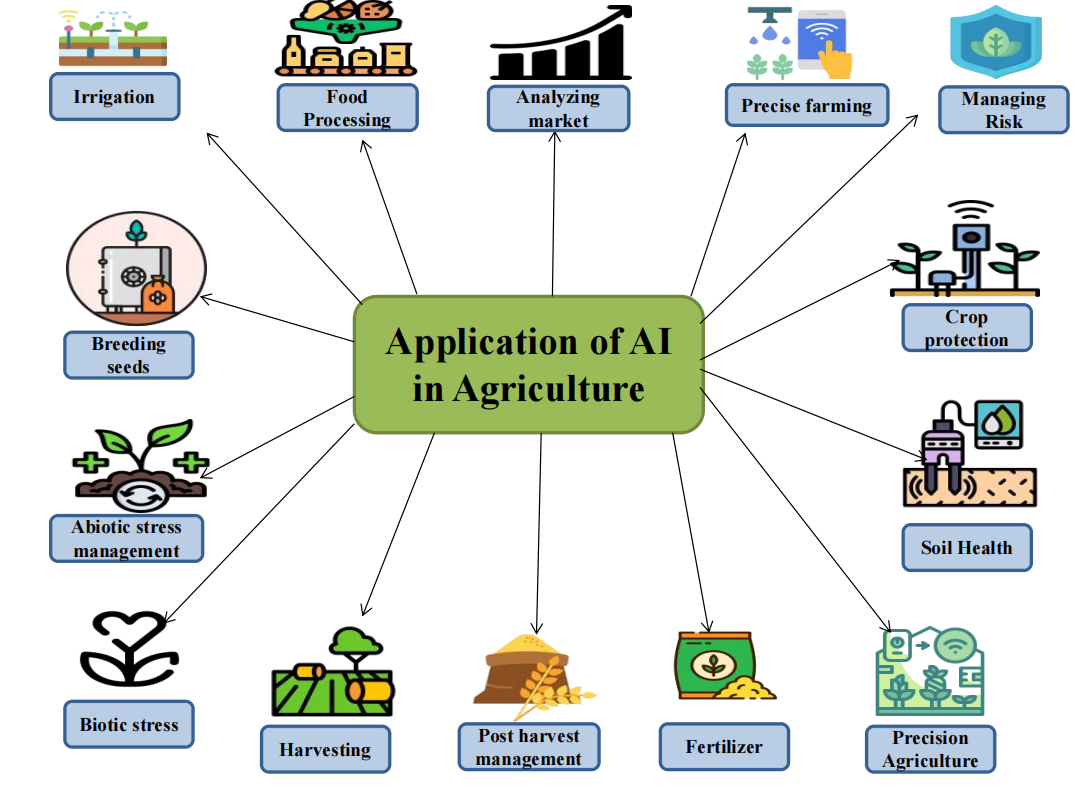 Irrigation
Food
Processing
Analyzing
market
Precise farming
Managing
Risk
Breeding
seeds
Application of AI
in Agriculture
Crop
protection
Abiotic stress
management
Soil Health
Biotic stress
Harvesting
Post harvest
management
Fertilizer
Precision
Agriculture